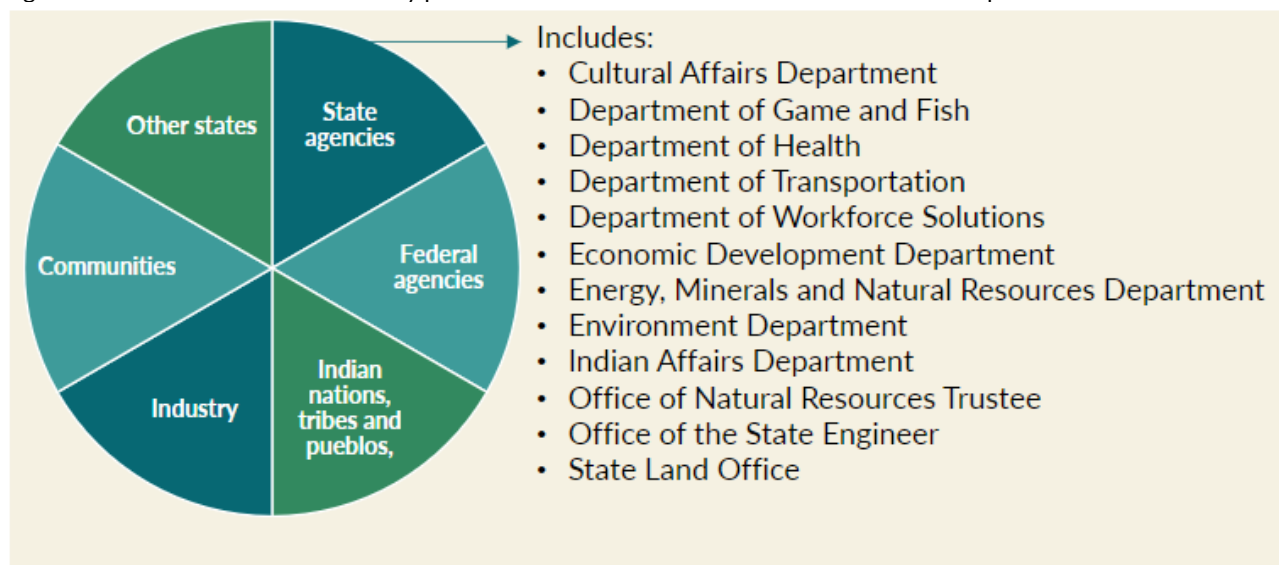 Includes:
• Cultural Affairs Department
• Department of Game and Fish
• Department of Health
• Department of Transportation
• Department of Workforce Solutions
• Economic Development Department
• Energy, Minerals and Natural Resources Department
• Environment Department
• Indian Affairs Department
• Office of Natural Resources Trustee
• Office of the State Engineer
• State Land Office
State
agencies
Federal
agencies
Indian
nations,
tribes and
pueblos,
Industry
Communities
Other states